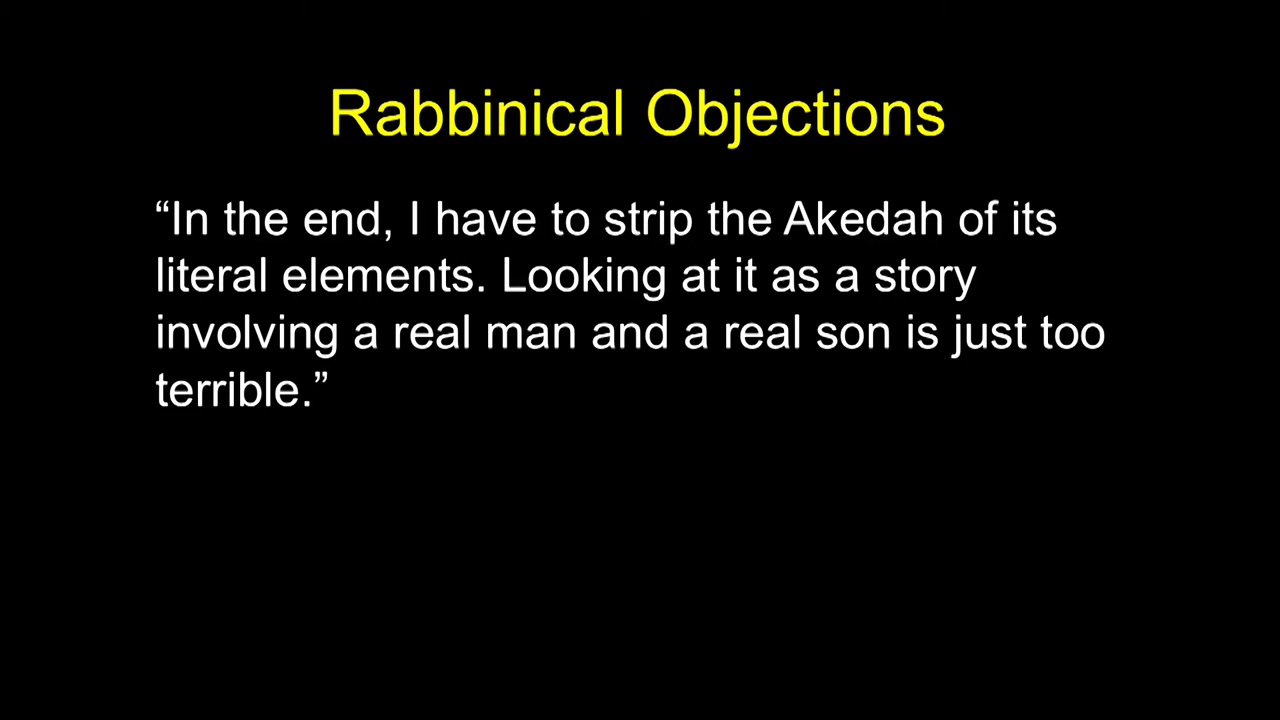 Rabbinical Objections
“In the end, I have to strip the Akedah of its
literal elements. Looking at it as a story
involving a real man and a real son is just too
terrible.”